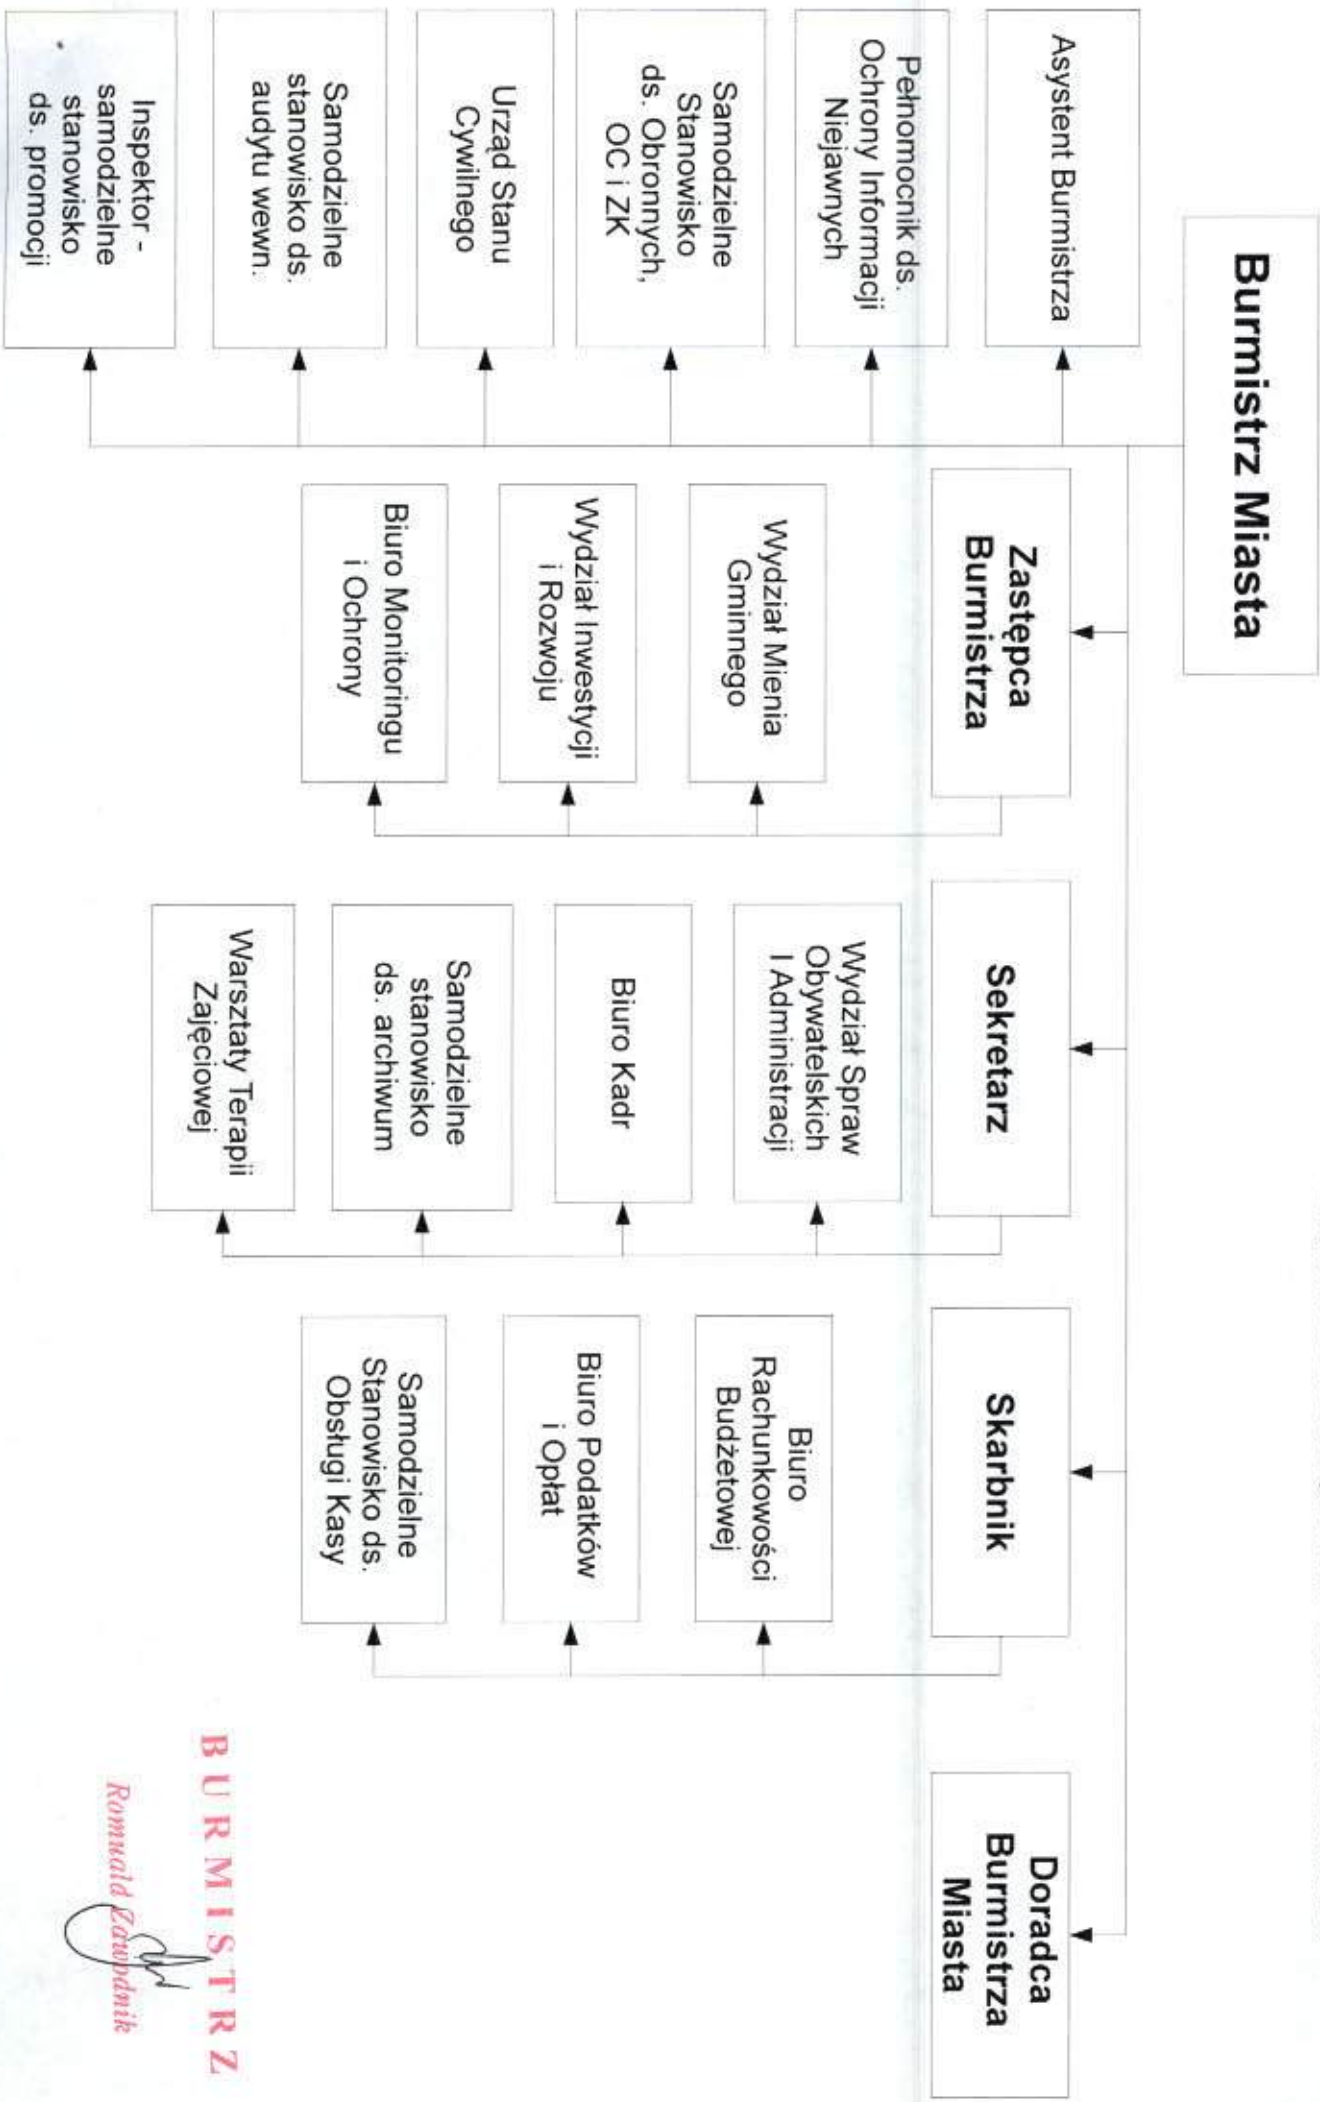 Burmistrz Miasta
Asystent Burmistrza
Pełnomocnik ds.
Ochrony Informacji
Niejawnych
Samodzielne
Stanowisko
ds. Obronnych,
OC i ZK
Urząd Stanu
Cywilnego
Samodzielne
stanowisko ds.
audytu wewn.
Inspektor -
samodzielne
stanowisko
ds. promocji
Zastępca
Burmistrza
Wydział Mienia
Gminnego
Wydział Inwestycji
i Rozwoju
Biuro Monitoringu
i Ochrony
Sekretarz
Wydział Spraw
Obywatelskich
I Administracji
Biuro Kadr
Samodzielne
stanowisko
ds. archiwum
Warsztaty Terapii
Zajęciowej
Skarbnik
Biuro
Rachunkowości
Budżetowej
Biuro Podatków
i Opłat
Samodzielne
Stanowisko ds.
Obsługi Kasy
Doradca
Burmistrza
Miasta
BURMISTRZ
Romuald Zawodnik